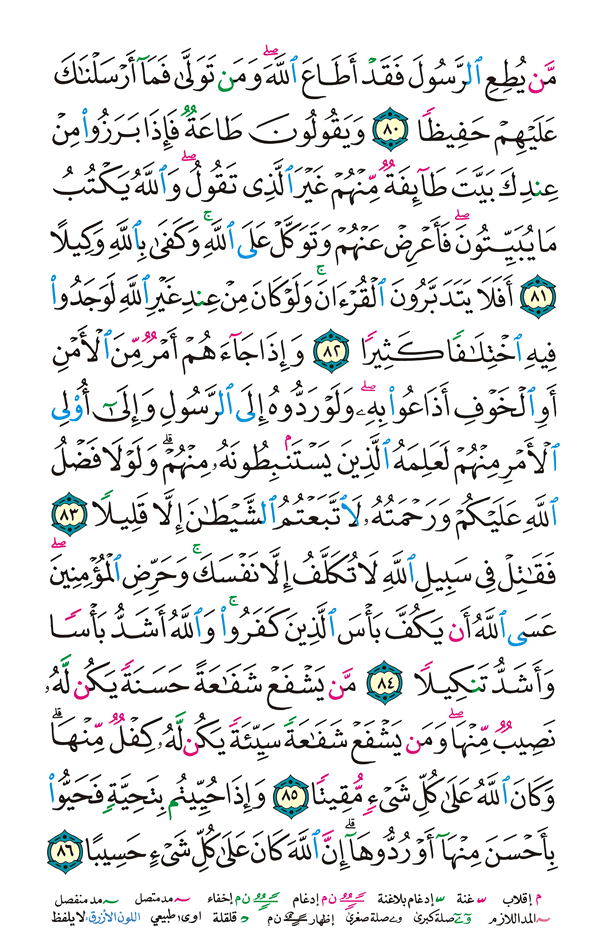 مَّن يُطِعِ ٱلرَّسُولَ فَقَدۡ أَطَاعَ ٱللَّهَۖ وَمَن تَوَلَّىٰ فَمَآ أَرۡسَلۡنَٰكَ
عَلَيۡهِمۡ حَفِيظٗا ٨٠ وَيَقُولُونَ طَاعَةٞ فَإِذَا بَرَزُواْ مِنۡ
عِندِكَ بَيَّتَ طَآئِفَةٞ مِّنۡهُمۡ غَيۡرَ ٱلَّذِي تَقُولُۖ وَٱللَّهُ يَكۡتُبُ
مَا يُبَيِّتُونَۖ فَأَعۡرِضۡ عَنۡهُمۡ وَتَوَكَّلۡ عَلَى ٱللَّهِۚ وَكَفَىٰ بِٱللَّهِ وَكِيلًا
٨١ أَفَلَا يَتَدَبَّرُونَ ٱلۡقُرۡءَانَۚ وَلَوۡ كَانَ مِنۡ عِندِ غَيۡرِ ٱللَّهِ لَوَجَدُواْ
فِيهِ ٱخۡتِلَٰفٗا كَثِيرٗا ٨٢ وَإِذَا جَآءَهُمۡ أَمۡرٞ مِّنَ ٱلۡأَمۡنِ
أَوِ ٱلۡخَوۡفِ أَذَاعُواْ بِهِۦۖ وَلَوۡ رَدُّوهُ إِلَى ٱلرَّسُولِ وَإِلَىٰٓ أُوْلِي
ٱلۡأَمۡرِ مِنۡهُمۡ لَعَلِمَهُ ٱلَّذِينَ يَسۡتَنۢبِطُونَهُۥ مِنۡهُمۡۗ وَلَوۡلَا فَضۡلُ
ٱللَّهِ عَلَيۡكُمۡ وَرَحۡمَتُهُۥ لَٱتَّبَعۡتُمُ ٱلشَّيۡطَٰنَ إِلَّا قَلِيلٗا ٨٣
فَقَٰتِلۡ فِي سَبِيلِ ٱللَّهِ لَا تُكَلَّفُ إِلَّا نَفۡسَكَۚ وَحَرِّضِ ٱلۡمُؤۡمِنِينَۖ
عَسَى ٱللَّهُ أَن يَكُفَّ بَأۡسَ ٱلَّذِينَ كَفَرُواْۚ وَٱللَّهُ أَشَدُّ بَأۡسٗا
وَأَشَدُّ تَنكِيلٗا ٨٤ مَّن يَشۡفَعۡ شَفَٰعَةً حَسَنَةٗ يَكُن لَّهُۥ
نَصِيبٞ مِّنۡهَاۖ وَمَن يَشۡفَعۡ شَفَٰعَةٗ سَيِّئَةٗ يَكُن لَّهُۥ كِفۡلٞ مِّنۡهَاۗ
وَكَانَ ٱللَّهُ عَلَىٰ كُلِّ شَيۡءٖ مُّقِيتٗا ٨٥ وَإِذَا حُيِّيتُم بِتَحِيَّةٖ فَحَيُّواْ
بِأَحۡسَنَ مِنۡهَآ أَوۡ رُدُّوهَآۗ إِنَّ ٱللَّهَ كَانَ عَلَىٰ كُلِّ شَيۡءٍ حَسِيبًا ٨٦
م إقلاب غنة إدغام بلاغنة ن م إدغام ن م إخفاء مد متصل مد منفصل
المد اللازم صلة كبرى صلة صغرى إظهار ن م قلقلة اوى طبيعي اللون الأزرق: لا يلفظ